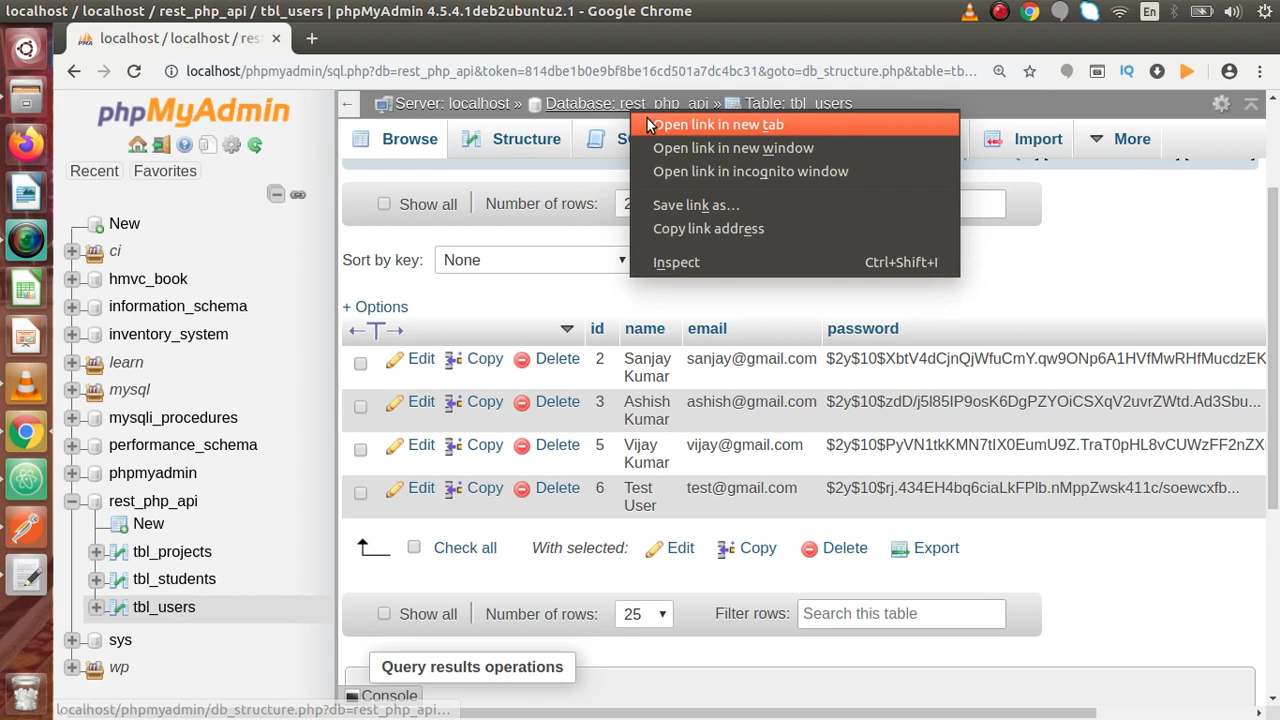 localhost / localhost / rest_php_api / tbl_users | phpMyAdmin 4.5.4.1deb2ubuntu2.1 - Google Chrome
En
localhost / localhost / res
localhost/phpmyadmin/sql.php?db=rest_php_api&token=814dbe1b0e9bf8be16cd501a7dc4bc31&goto=db_structure.php&table=tb...
phpMyAdmin
Recent
Favorites
New
ci
hmvc_book
information_schema
inventory_system
learn
mysql
mysqli_procedures
performance_schema
phpmyadmin
rest_php_api
New
tbl_projects
tbl_students
tbl_users
sys
wp
Server: localhost » Database: rest_php_api » Table: tbl_users
Browse
Structure
Import
More
Open link in new tab
Open link in new window
Open link in incognito window
Save link as…
Copy link address
Inspect Ctrl+Shift+I
Show all
Number of rows:
Sort by key: None
+ Options
id name email password
Edit Copy Delete 2 Sanjay Kumar sanjay@gmail.com $2y$10$XbtV4dCjnQjWfuCmY.qw9ONp6A1HVfMwRHfMucdzEK
Edit Copy Delete 3 Ashish Kumar ashish@gmail.com $2y$10$zdD/j5l85lP9osK6DgPZYOiCSXqV2uvrZWtd.Ad3Sbu...
Edit Copy Delete 5 Vijay Kumar vijay@gmail.com $2y$10$PyVN1tkKMN7tIX0EumU9Z.TraT0pHL8vCUWzFF2nZX
Edit Copy Delete 6 Test User test@gmail.com $2y$10$rj.434EH4bq6ciaLkFPlb.nMppZwsk411c/soewcxfb...
Check all With selected: Edit Copy Delete Export
Show all Number of rows: 25 Filter rows: Search this table
Query results operations
Console
localhost/phpmyadmin/db_structure.php?db=rest_php_api...